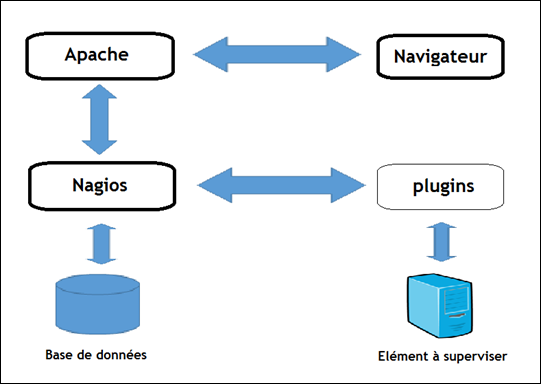 Apache
Navigateur
Nagios
plugins
Base de données
Elément à superviser